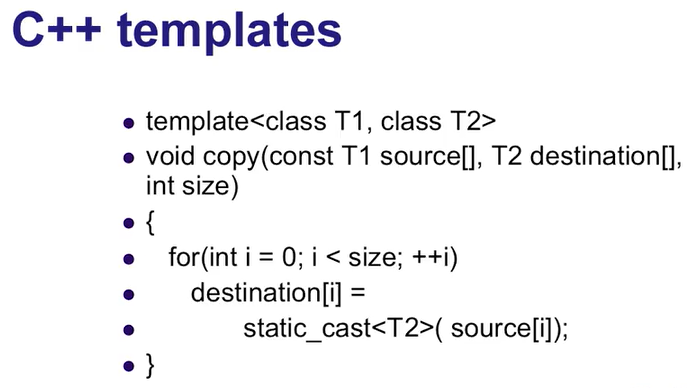 C++ templates
• template<class T1, class T2>
• void copy(const T1 source[], T2 destination[],
int size)
• {
• for(int i = 0; i < size; ++i)
• destination[i] =
• static_cast<T2>( source[i]);
• }